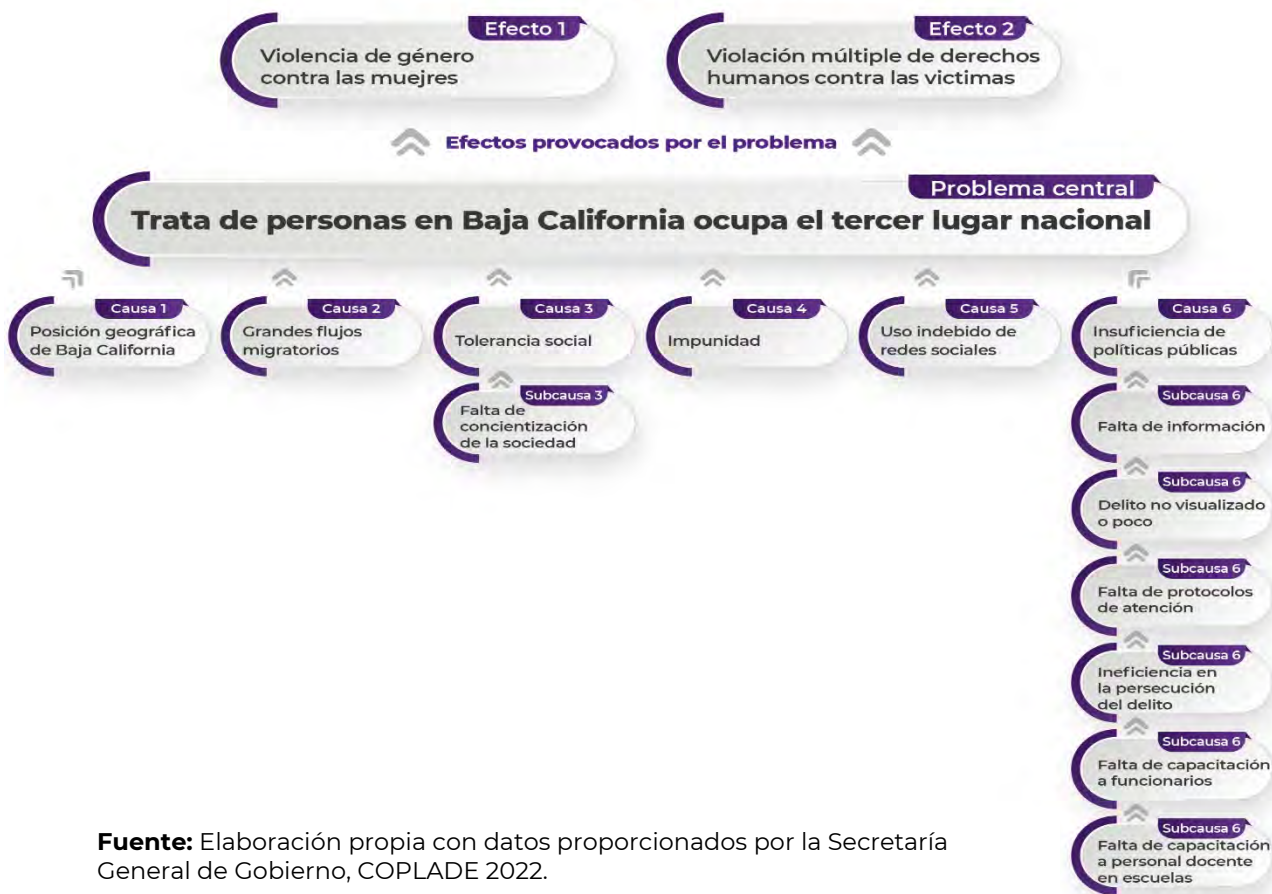 Efecto 1
Violencia de género
contra las muejres
Efecto 2
Violación múltiple de derechos
humanos contra las victimas
Efectos provocados por el problema
Problema central
Trata de personas en Baja California ocupa el tercer lugar nacional
Causa 1
Posición geográfica
de Baja California
Causa 2
Grandes flujos
migratorios
Causa 3
Tolerancia social
Subcausa 3
Falta de
concientización
de la sociedad
Causa 4
Impunidad
Causa 5
Uso indebido de
redes sociales
Causa 6
Insuficiencia de
políticas públicas
Subcausa 6
Falta de información
Subcausa 6
Delito no visualizado
o poco
Subcausa 6
Falta de protocolos
de atención
Subcausa 6
Ineficiencia en
la persecución
del delito
Subcausa 6
Falta de capacitación
a funcionarios
Subcausa 6
Falta de capacitación
a personal docente
en escuelas
Fuente: Elaboración propia con datos proporcionados por la Secretaría
General de Gobierno, COPLADE 2022.